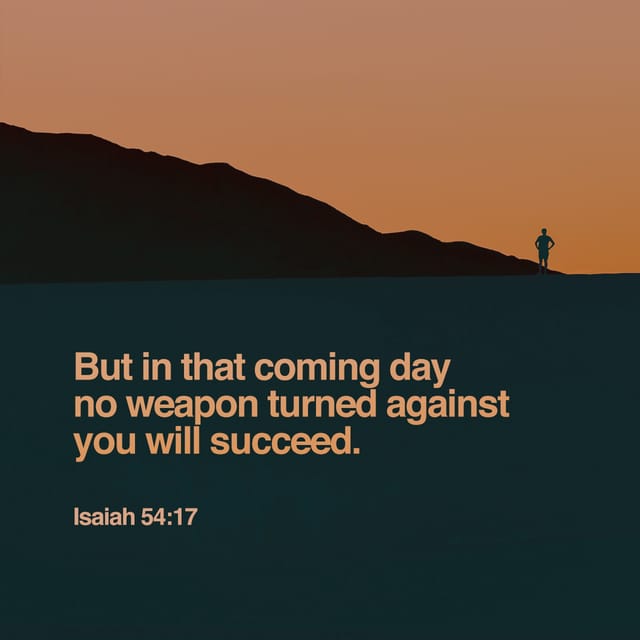 But in that coming day
no weapon turned against
you will succeed.
Isaiah 54:17